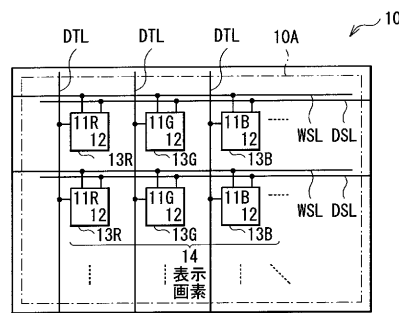 10
DTL DTL DTL 10A
11R 11G 11B
12 12 12
WSL DSL
13R 13G 13B
11R 11G 11B
12 12 12
WSL DSL
13R 13G 13B
14
表示
画素